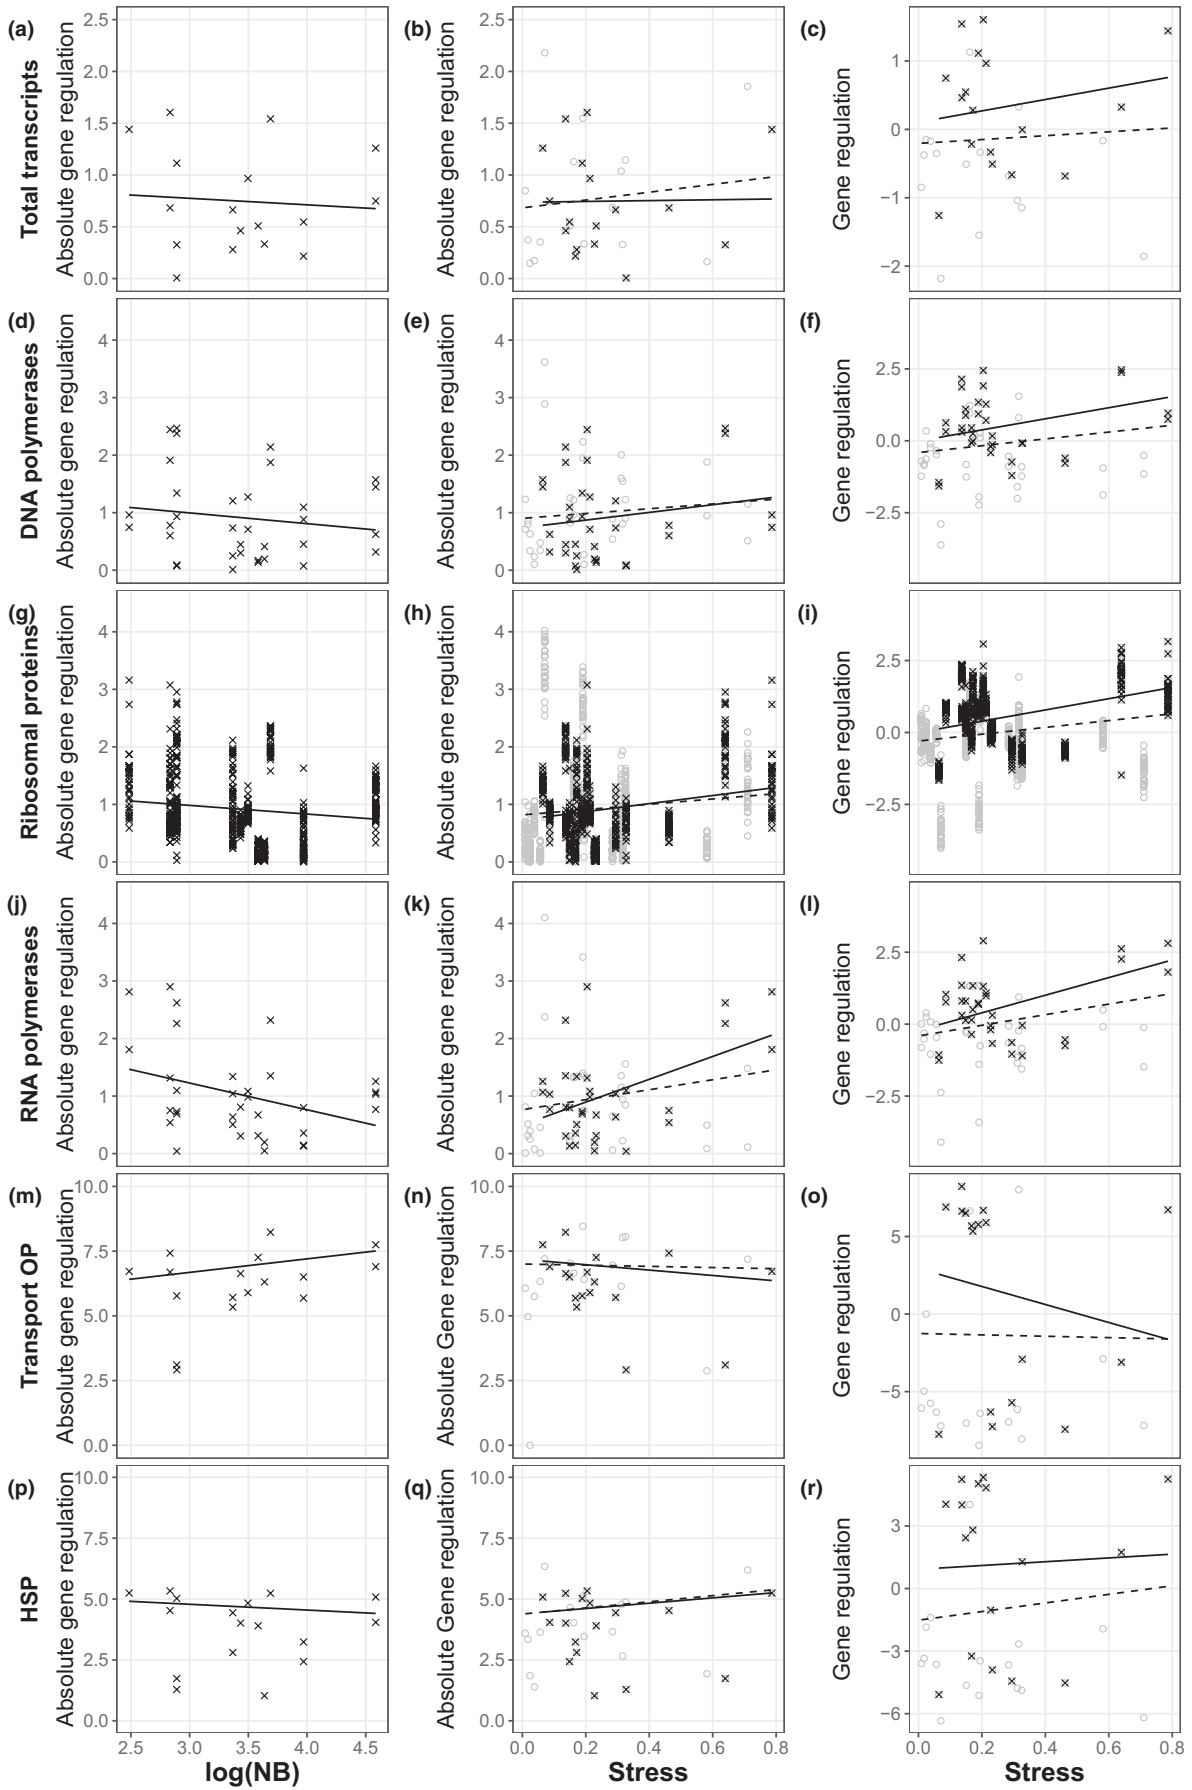 (a)
Total transcripts
Absolute gene regulation
2.5
2.0
1.5
1.0
0.5
0.0
(b)
Absolute gene regulation
2.5
2.0
1.5
1.0
0.5
0.0
(c)
Gene regulation
1
0
−1
−2
(d)
DNA polymerases
Absolute gene regulation
4
3
2
1
0
(e)
Absolute gene regulation
4
3
2
1
0
(f)
Gene regulation
2.5
0.0
−2.5
(g)
Ribosomal proteins
Absolute gene regulation
4
3
2
1
0
(h)
Absolute gene regulation
4
3
2
1
0
(i)
Gene regulation
2.5
0.0
−2.5
(j)
RNA polymerases
Absolute gene regulation
4
3
2
1
0
(k)
Absolute gene regulation
4
3
2
1
0
(l)
Gene regulation
2.5
0.0
−2.5
(m)
Transport OP
Absolute gene regulation
10.0
7.5
5.0
2.5
0.0
(n)
Absolute Gene regulation
10.0
7.5
5.0
2.5
0.0
(o)
Gene regulation
5
0
−5
(p)
HSP
Absolute gene regulation
10.0
7.5
5.0
2.5
0.0
(q)
Absolute Gene regulation
10.0
7.5
5.0
2.5
0.0
(r)
Gene regulation
3
0
−3
−6
2.5 3.0 3.5 4.0 4.5
log(NB)
0.0 0.2 0.4 0.6 0.8
Stress
0.0 0.2 0.4 0.6 0.8
Stress